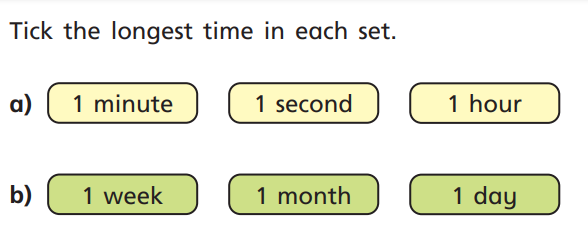 Tick the longest time in each set.
a) 1 minute 1 second 1 hour
b) 1 week 1 month 1 day